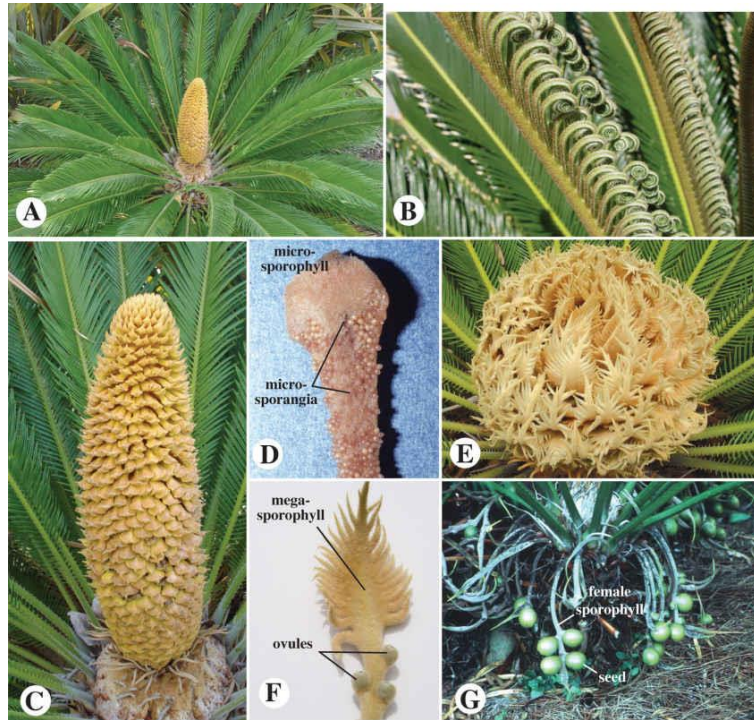 A
B
micro-
sporophyll
micro-
sporangia
D
E
C
mega-
sporophyll
ovules
F
female
sporophyll
seed
G